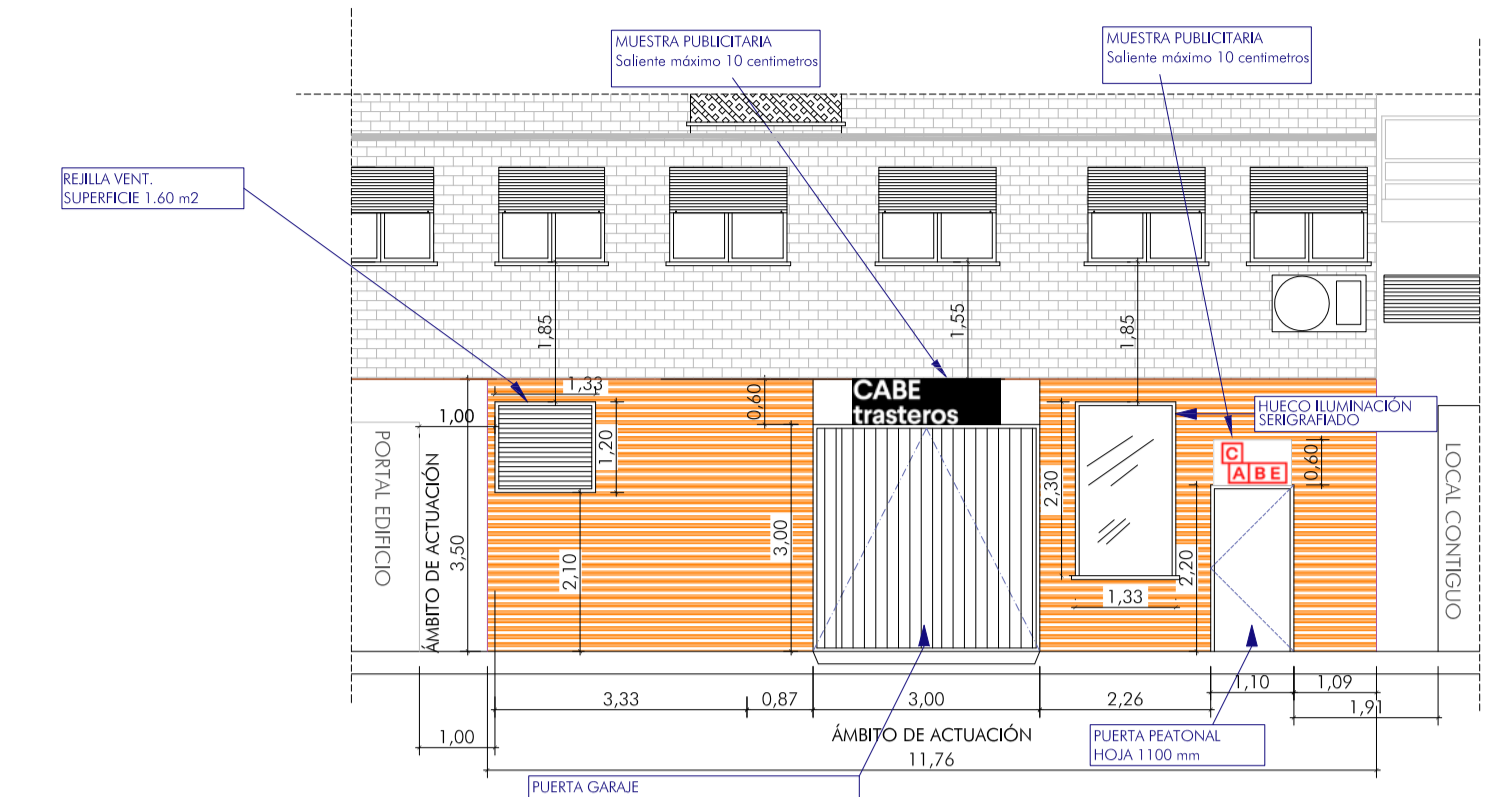 MUESTRA PUBLICITARIA
Saliente máximo 10 centimetros
MUESTRA PUBLICITARIA
Saliente máximo 10 centimetros
REJILLA VENT.
SUPERFICIE 1.60 m2
1,85
1,55
1,85
1,33
0,60
CABE
trasteros
HUECO ILUMINACIÓN
SERIGRAFIADO
1,00
1,20
PORTAL EDIFICIO
ÁMBITO DE ACTUACIÓN
3,50
2,10
3,00
2,30
C
ABE
0,60
2,20
1,33
LOCAL CONTIGUO
3,33
0,87
3,00
2,26
1,10
1,09
1,91
1,00
ÁMBITO DE ACTUACIÓN
11,76
PUERTA PEATONAL
HOJA 1100 mm
PUERTA GARAJE